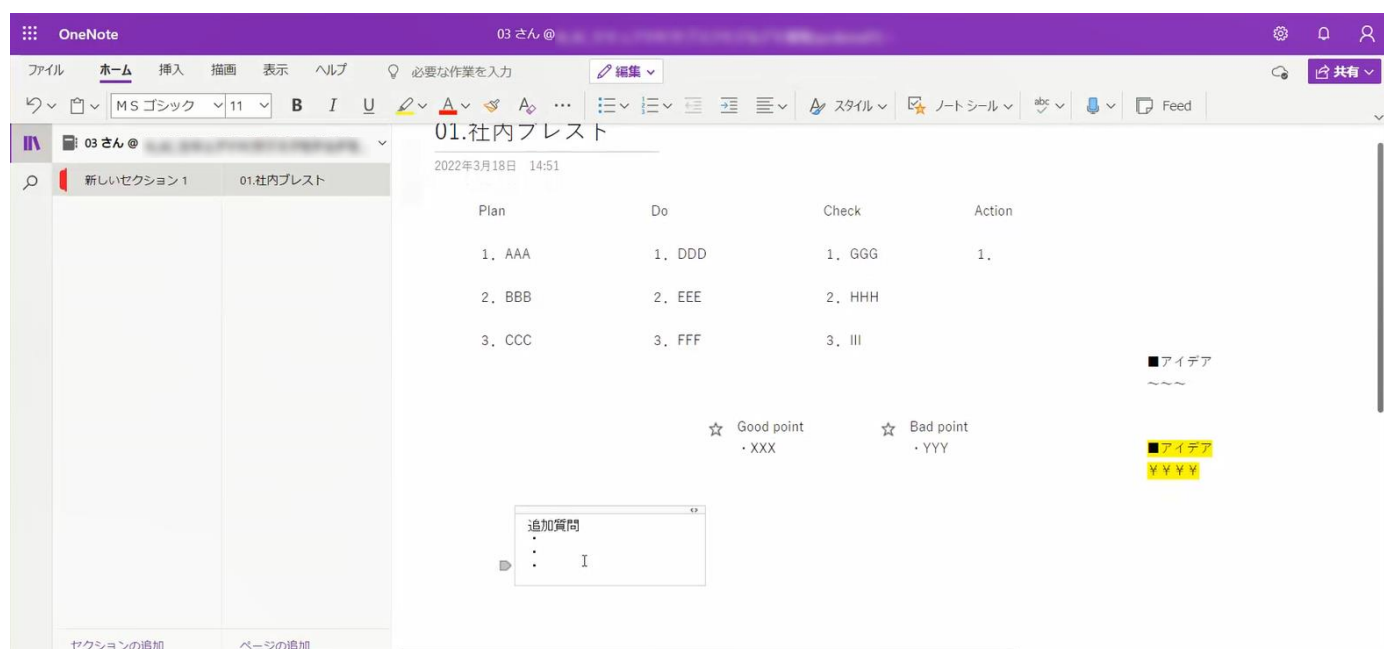 OneNote
03 さん @
ファイル ホーム 挿入 描画 表示 ヘルプ 必要な作業を入力 編集 共有
ＭＳ ゴシック 11 B I U A A スタイル ノート シール abc Feed
03 さん @
新しいセクション 1
01.社内ブレスト
セクションの追加
ページの追加
01.社内ブレスト
2022年3月18日 14:51
Plan Do Check Action
1. AAA 1. DDD 1. GGG 1.
2. BBB 2. EEE 2. HHH
3. CCC 3. FFF 3. III
■アイデア
～～～
☆ Good point ☆ Bad point
・XXX ・YYY
■アイデア
￥￥￥￥
追加質問
・
・
・